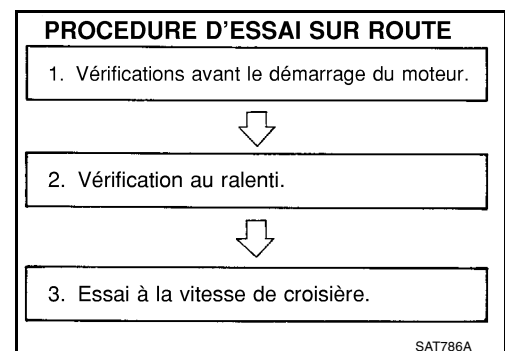 PROCEDURE D'ESSAI SUR ROUTE
1. Vérifications avant le démarrage du moteur.
2. Vérification au ralenti.
3. Essai à la vitesse de croisière.
SAT786A